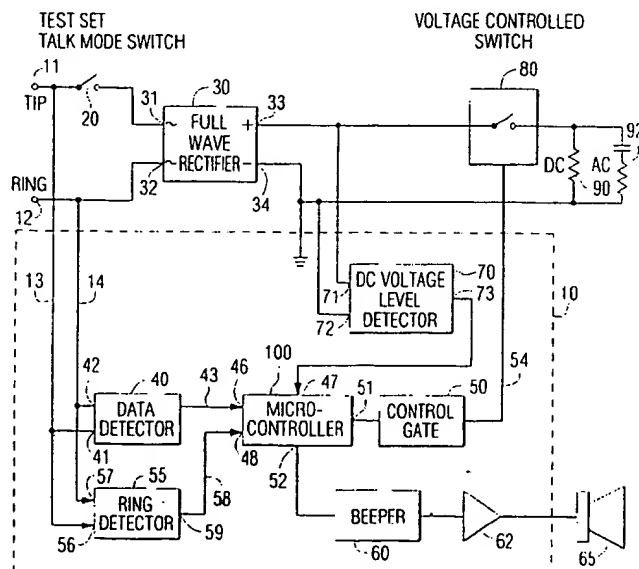 TEST SET
TALK MODE SWITCH
VOLTAGE CONTROLLED
SWITCH
11
TIP
20
31
30
33
80
92
FULL
WAVE
RECTIFIER
~
+
~
−
32
34
DC
AC
90
RING
12
13
14
70
10
71
DC VOLTAGE
LEVEL
DETECTOR
73
72
42
40
43
46
100
47
51
50
54
DATA
DETECTOR
MICRO-
CONTROLLER
CONTROL
GATE
41
48
57
55
58
52
RING
DETECTOR
59
56
BEEPER
60
62
65